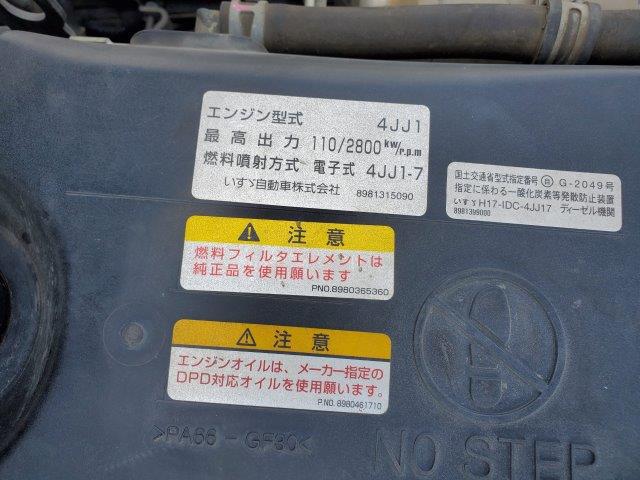 エンジン型式 4JJ1
最高出力 110/2800 kW/r.p.m
燃料噴射方式 電子式 4JJ1-7
いすゞ自動車株式会社 8981315090
国土交通省型式指定番号 自 G-2049号
指定に係わる一酸化炭素等発散防止装置
いすゞH17-IDC-4JJ17 ディーゼル機関
8981399000
注意
燃料フィルタエレメントは
純正品を使用願います
PNO.8980365360
注意
エンジンオイルは、メーカー指定の
DPD対応オイルを使用願います。
P.NO. 8980461710
>PA66-GF30<
NO STEP